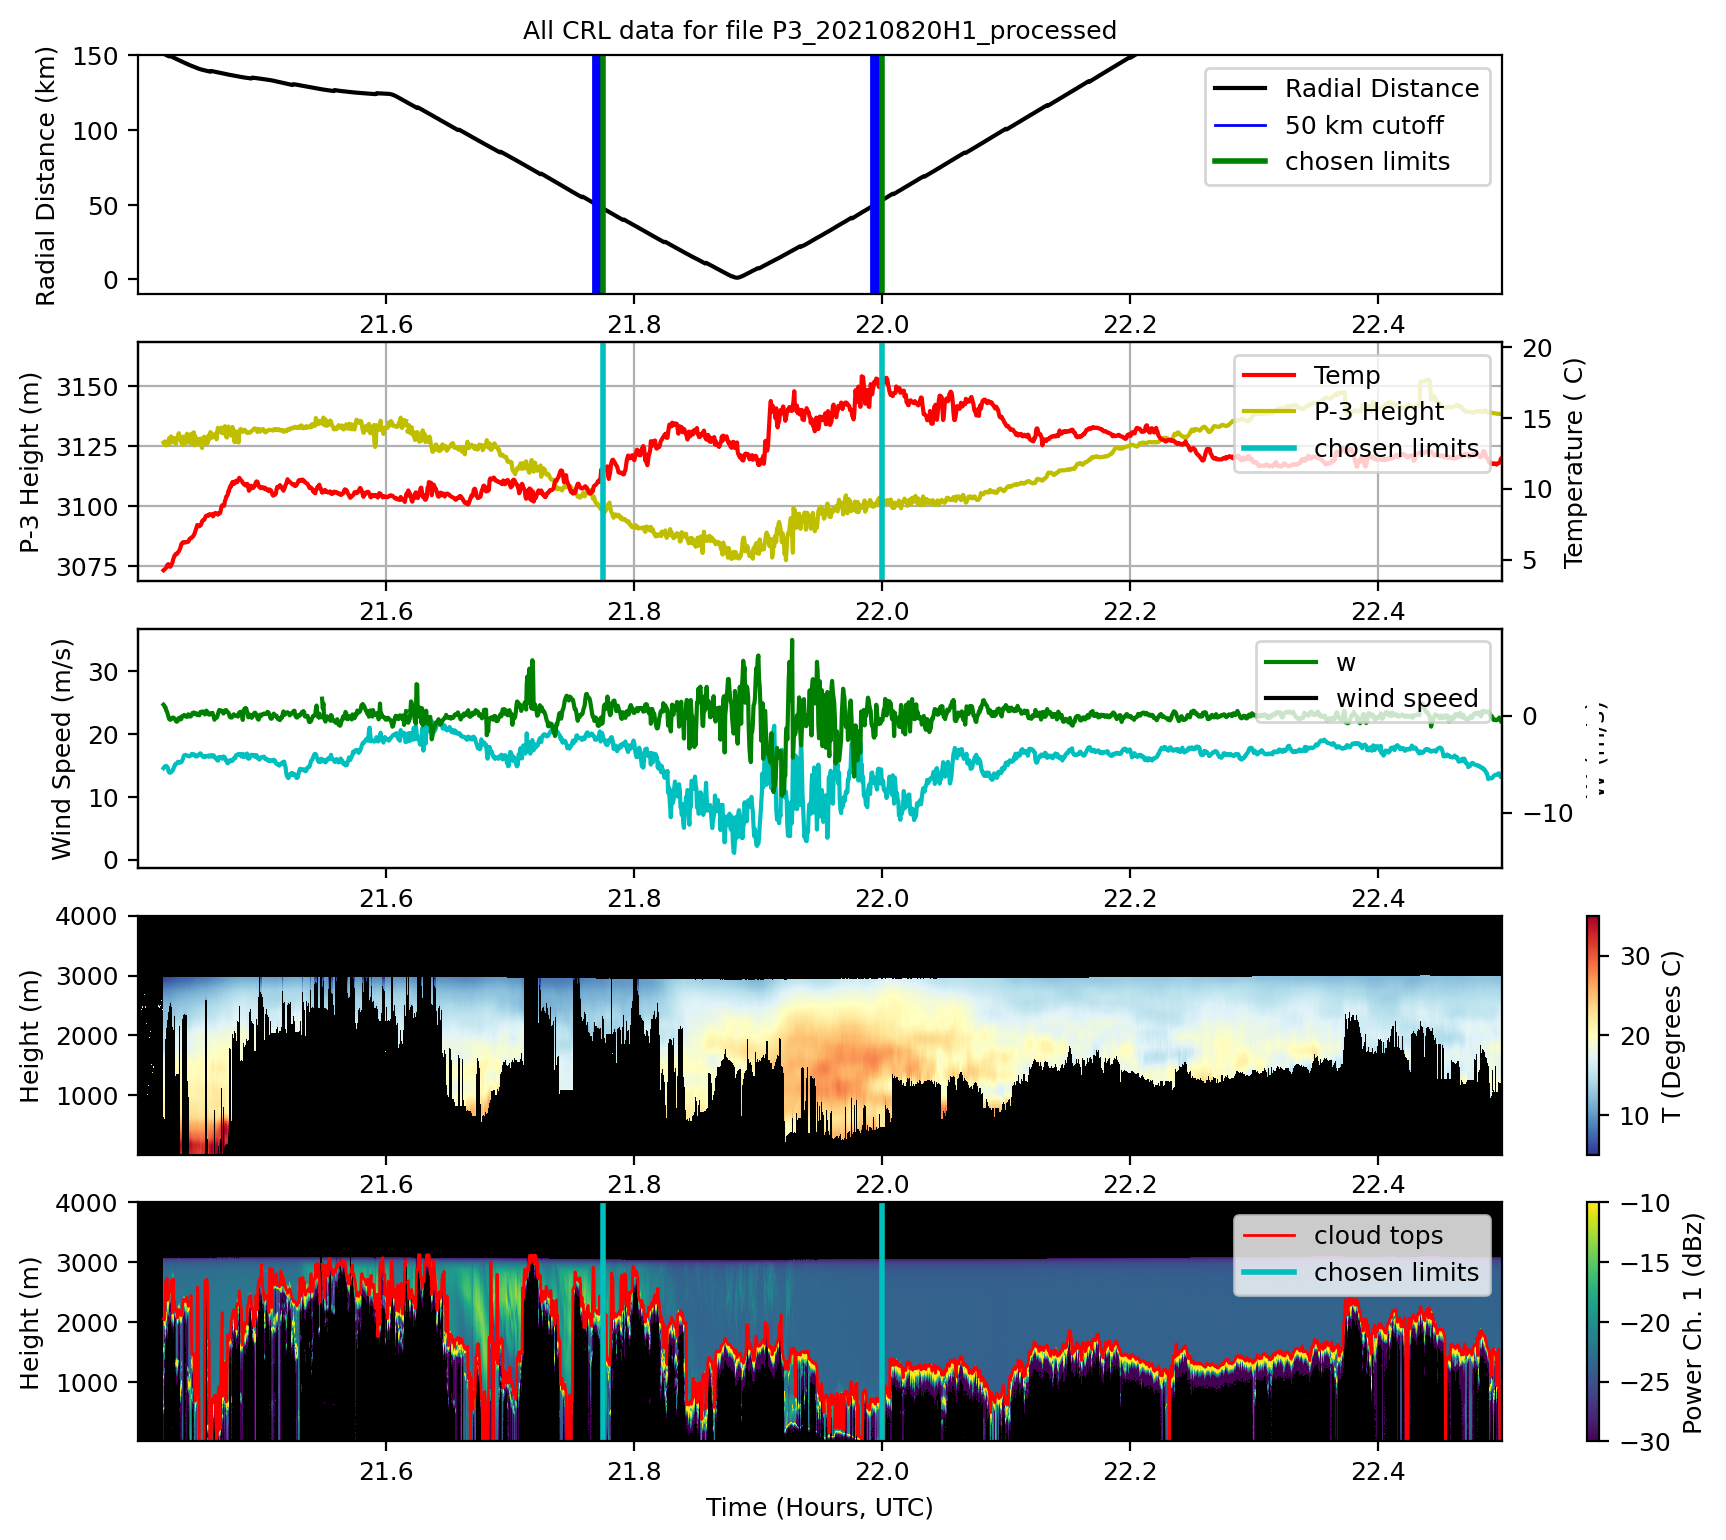 All CRL data for file P3_20210820H1_processed
Radial Distance (km)
150
100
50
0
Radial Distance
50 km cutoff
chosen limits
21.6 21.8 22.0 22.2 22.4
P-3 Height (m)
3150
3125
3100
3075
Temp
P-3 Height
chosen limits
20
15
10
5
Temperature ( C)
21.6 21.8 22.0 22.2 22.4
Wind Speed (m/s)
30
20
10
0
w
wind speed
0
−10
21.6 21.8 22.0 22.2 22.4
Height (m)
4000
3000
2000
1000
30
20
10
T (Degrees C)
21.6 21.8 22.0 22.2 22.4
Height (m)
4000
3000
2000
1000
cloud tops
chosen limits
−10
−15
−20
−25
−30
Power Ch. 1 (dBz)
21.6 21.8 22.0 22.2 22.4
Time (Hours, UTC)